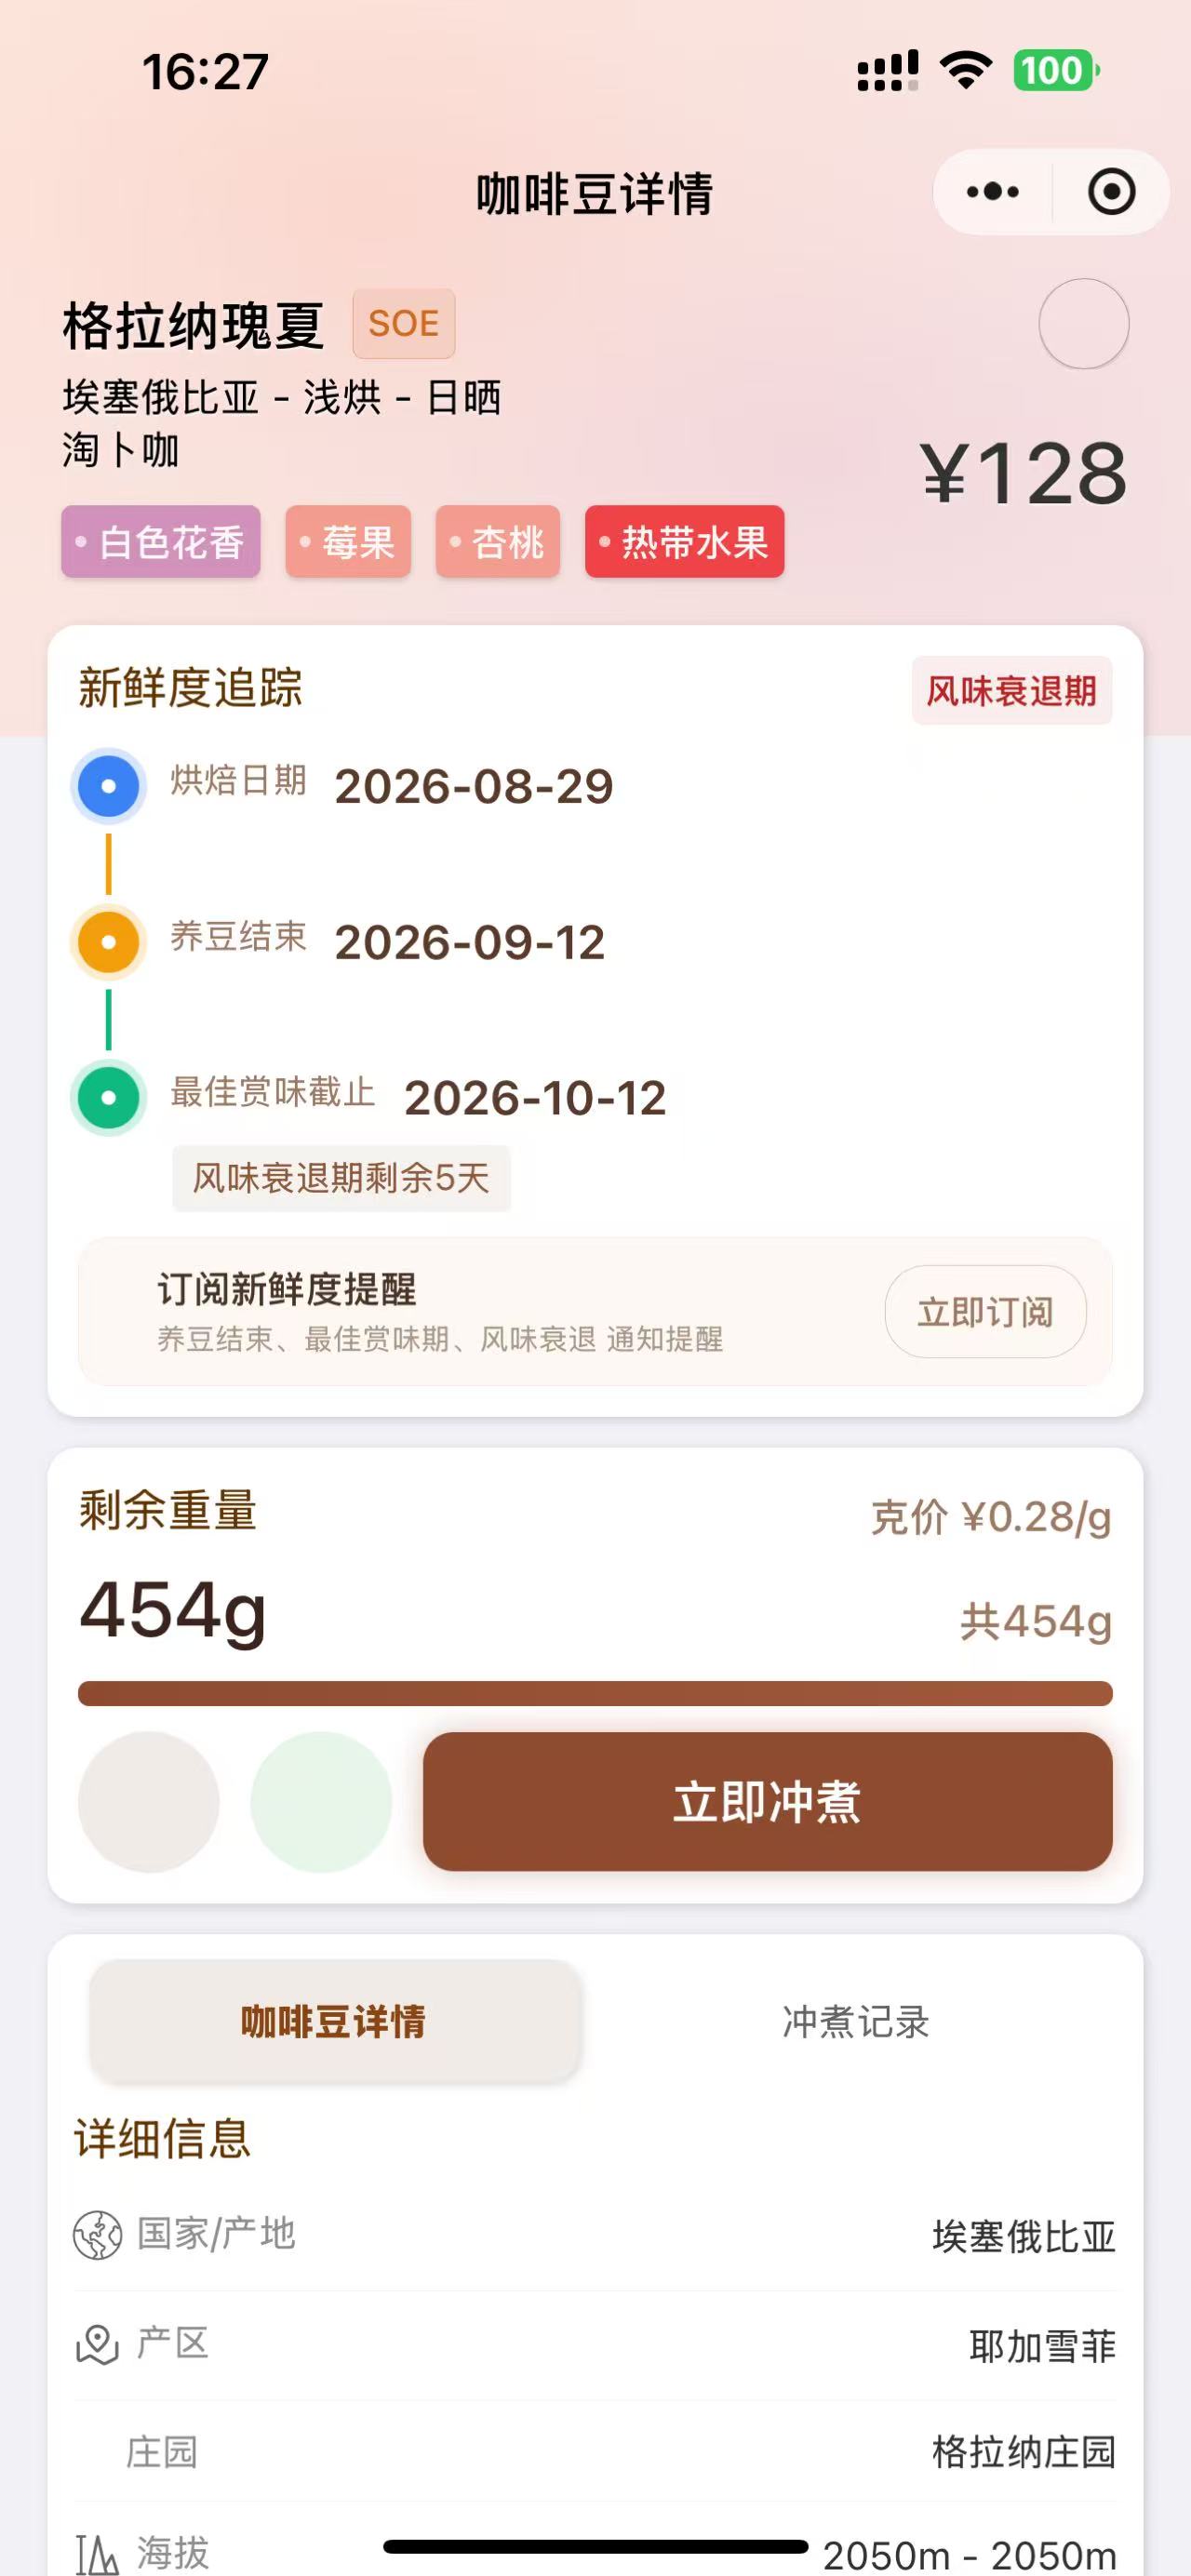 16:27
100
咖啡豆详情
格拉纳瑰夏 SOE
埃塞俄比亚 - 浅烘 - 日晒
淘卜咖
¥128
白色花香 莓果 杏桃 热带水果
新鲜度追踪 风味衰退期
烘焙日期 2026-08-29
养豆结束 2026-09-12
最佳赏味截止 2026-10-12
风味衰退期剩余5天
订阅新鲜度提醒
养豆结束、最佳赏味期、风味衰退 通知提醒
立即订阅
剩余重量 克价 ¥0.28/g
454g 共454g
立即冲煮
咖啡豆详情 冲煮记录
详细信息
国家/产地 埃塞俄比亚
产区 耶加雪菲
庄园 格拉纳庄园
海拔 2050m - 2050m